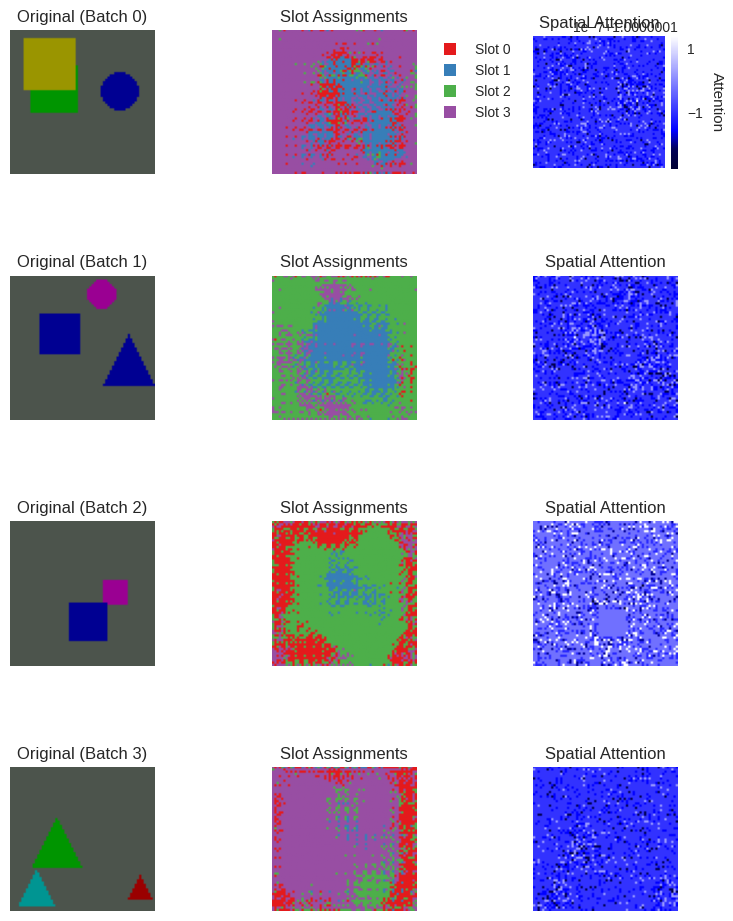 Original (Batch 0)
Slot Assignments
Slot 0
Slot 1
Slot 2
Slot 3
Spatial Attention
1e−7+1.0000001
1
−1
Attention
Original (Batch 1)
Slot Assignments
Spatial Attention
Original (Batch 2)
Slot Assignments
Spatial Attention
Original (Batch 3)
Slot Assignments
Spatial Attention